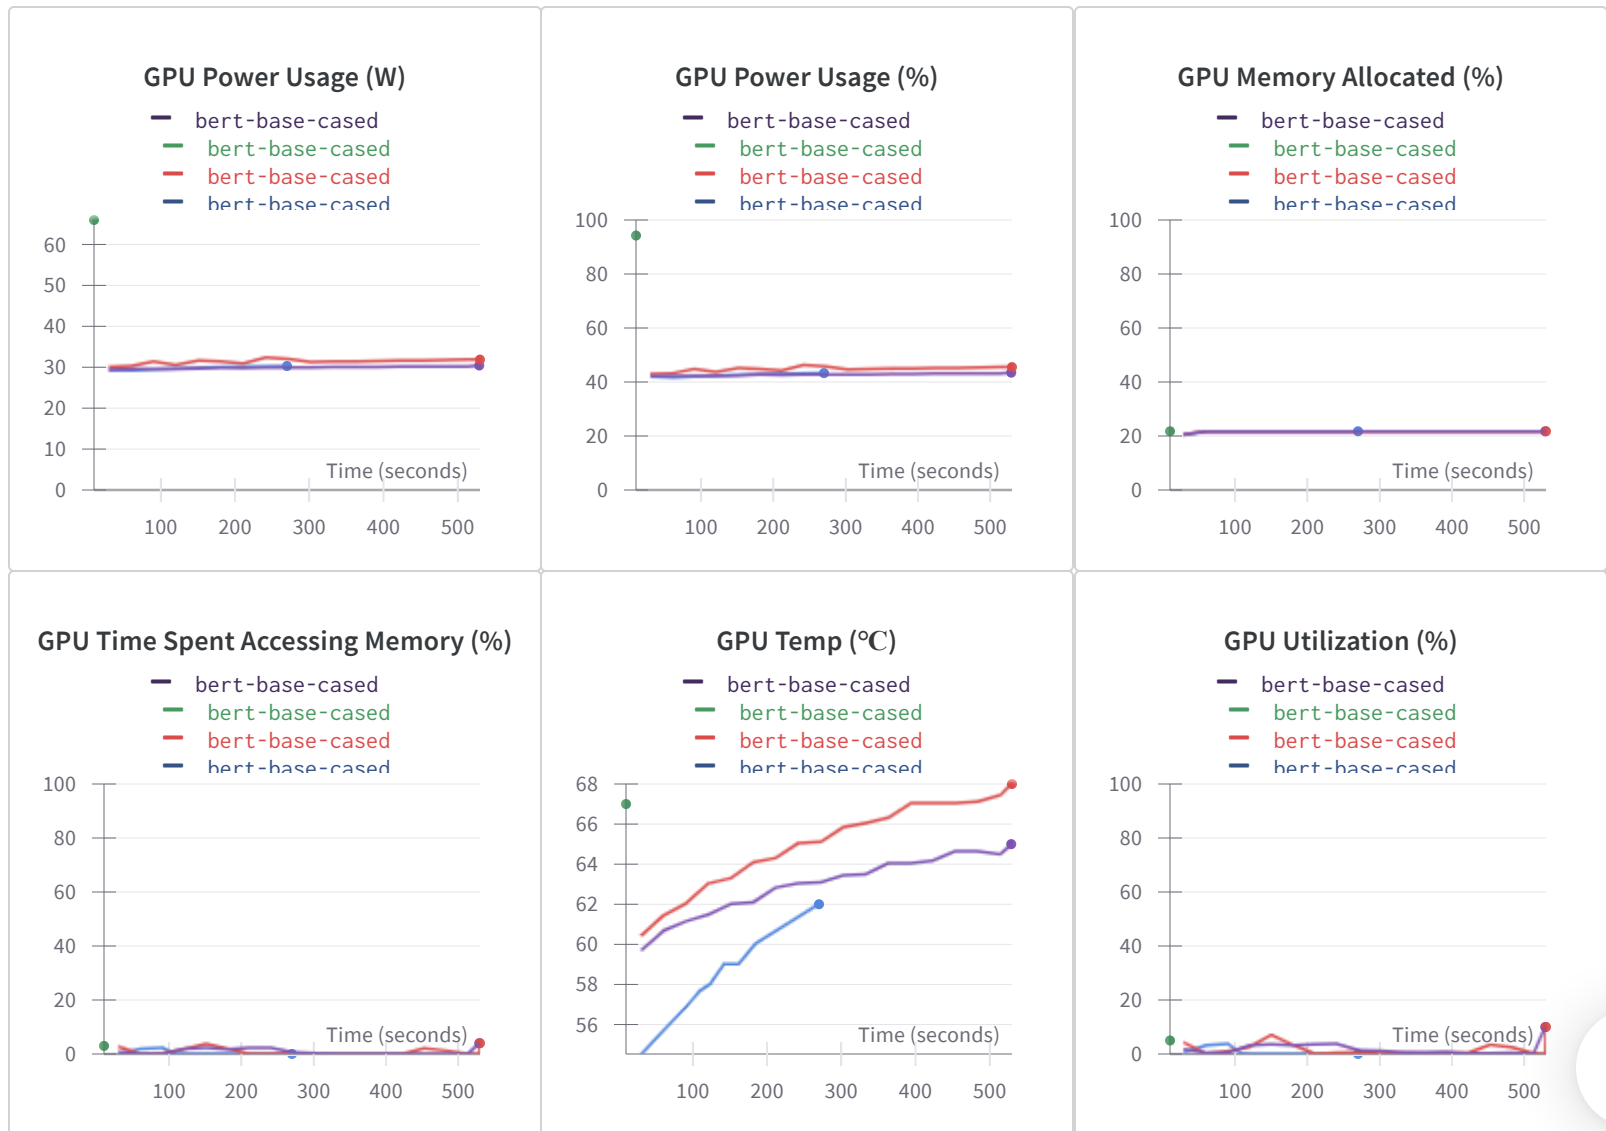 GPU Power Usage (W)
bert-base-cased
bert-base-cased
bert-base-cased
bert-base-cased
60
50
40
30
20
10
0
Time (seconds)
100 200 300 400 500
GPU Power Usage (%)
bert-base-cased
bert-base-cased
bert-base-cased
bert-base-cased
100
80
60
40
20
0
Time (seconds)
100 200 300 400 500
GPU Memory Allocated (%)
bert-base-cased
bert-base-cased
bert-base-cased
bert-base-cased
100
80
60
40
20
0
Time (seconds)
100 200 300 400 500
GPU Time Spent Accessing Memory (%)
bert-base-cased
bert-base-cased
bert-base-cased
bert-base-cased
100
80
60
40
20
0
Time (seconds)
100 200 300 400 500
GPU Temp (℃)
bert-base-cased
bert-base-cased
bert-base-cased
bert-base-cased
68
66
64
62
60
58
56
Time (seconds)
100 200 300 400 500
GPU Utilization (%)
bert-base-cased
bert-base-cased
bert-base-cased
bert-base-cased
100
80
60
40
20
0
Time (seconds)
100 200 300 400 500